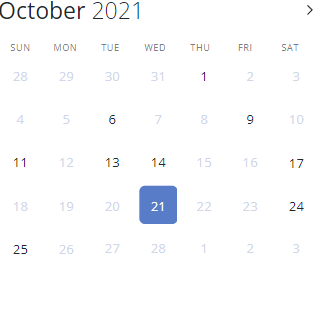 October 2021
SUN MON TUE WED THU FRI SAT
28 29 30 31 1 2 3
4 5 6 7 8 9 10
11 12 13 14 15 16 17
18 19 20 21 22 23 24
25 26 27 28 1 2 3